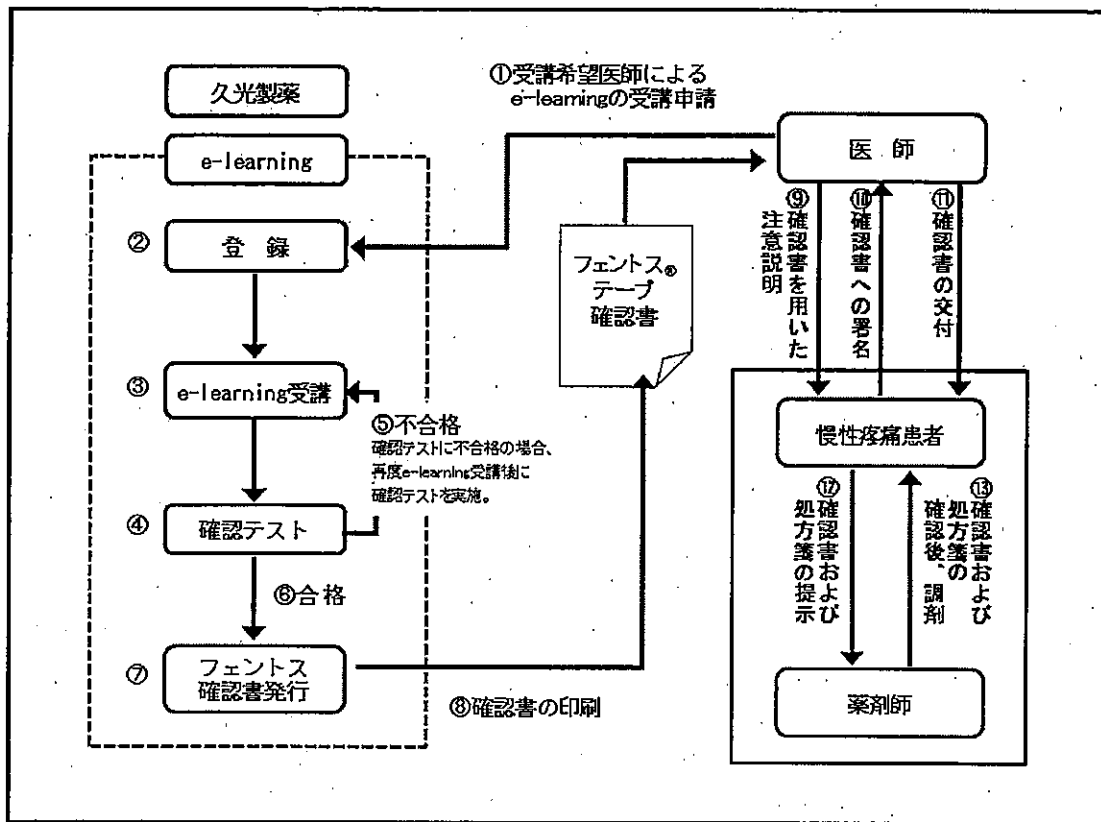 久光製薬
e-learning
①受講希望医師による
e-learningの受講申請
医 師
② 登 録
フェントス®
テープ
確認書
⑨確認書を用いた
注意説明
⑩確認書への署名
⑪確認書の交付
③ e-learning受講
⑤不合格
確認テストに不合格の場合、
再度e-learning受講後に
確認テストを実施。
④ 確認テスト
⑥合格
⑦ フェントス
確認書発行
⑧確認書の印刷
慢性疼痛患者
⑫確認書および
処方箋の提示
⑬確認書および
処方箋の
確認後、調剤
薬剤師